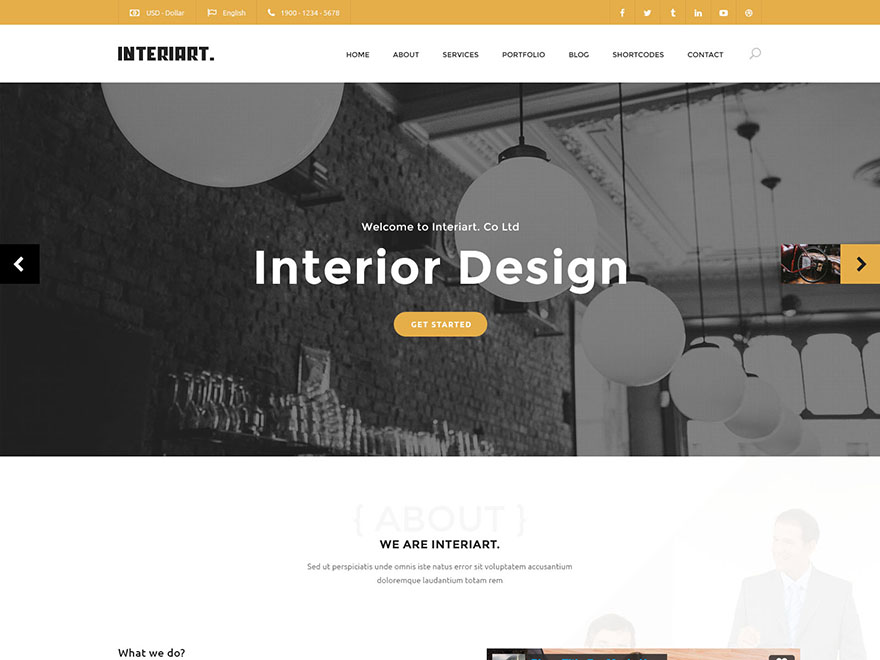 USD - Dollar English 1900 - 1234 - 5678
INTERIART.
HOME ABOUT SERVICES PORTFOLIO BLOG SHORTCODES CONTACT
Welcome to Interiart. Co Ltd
Interior Design
GET STARTED
{ ABOUT }
WE ARE INTERIART.
Sed ut perspiciatis unde omnis iste natus error sit voluptatem accusantium
doloremque laudantium totam rem
What we do?